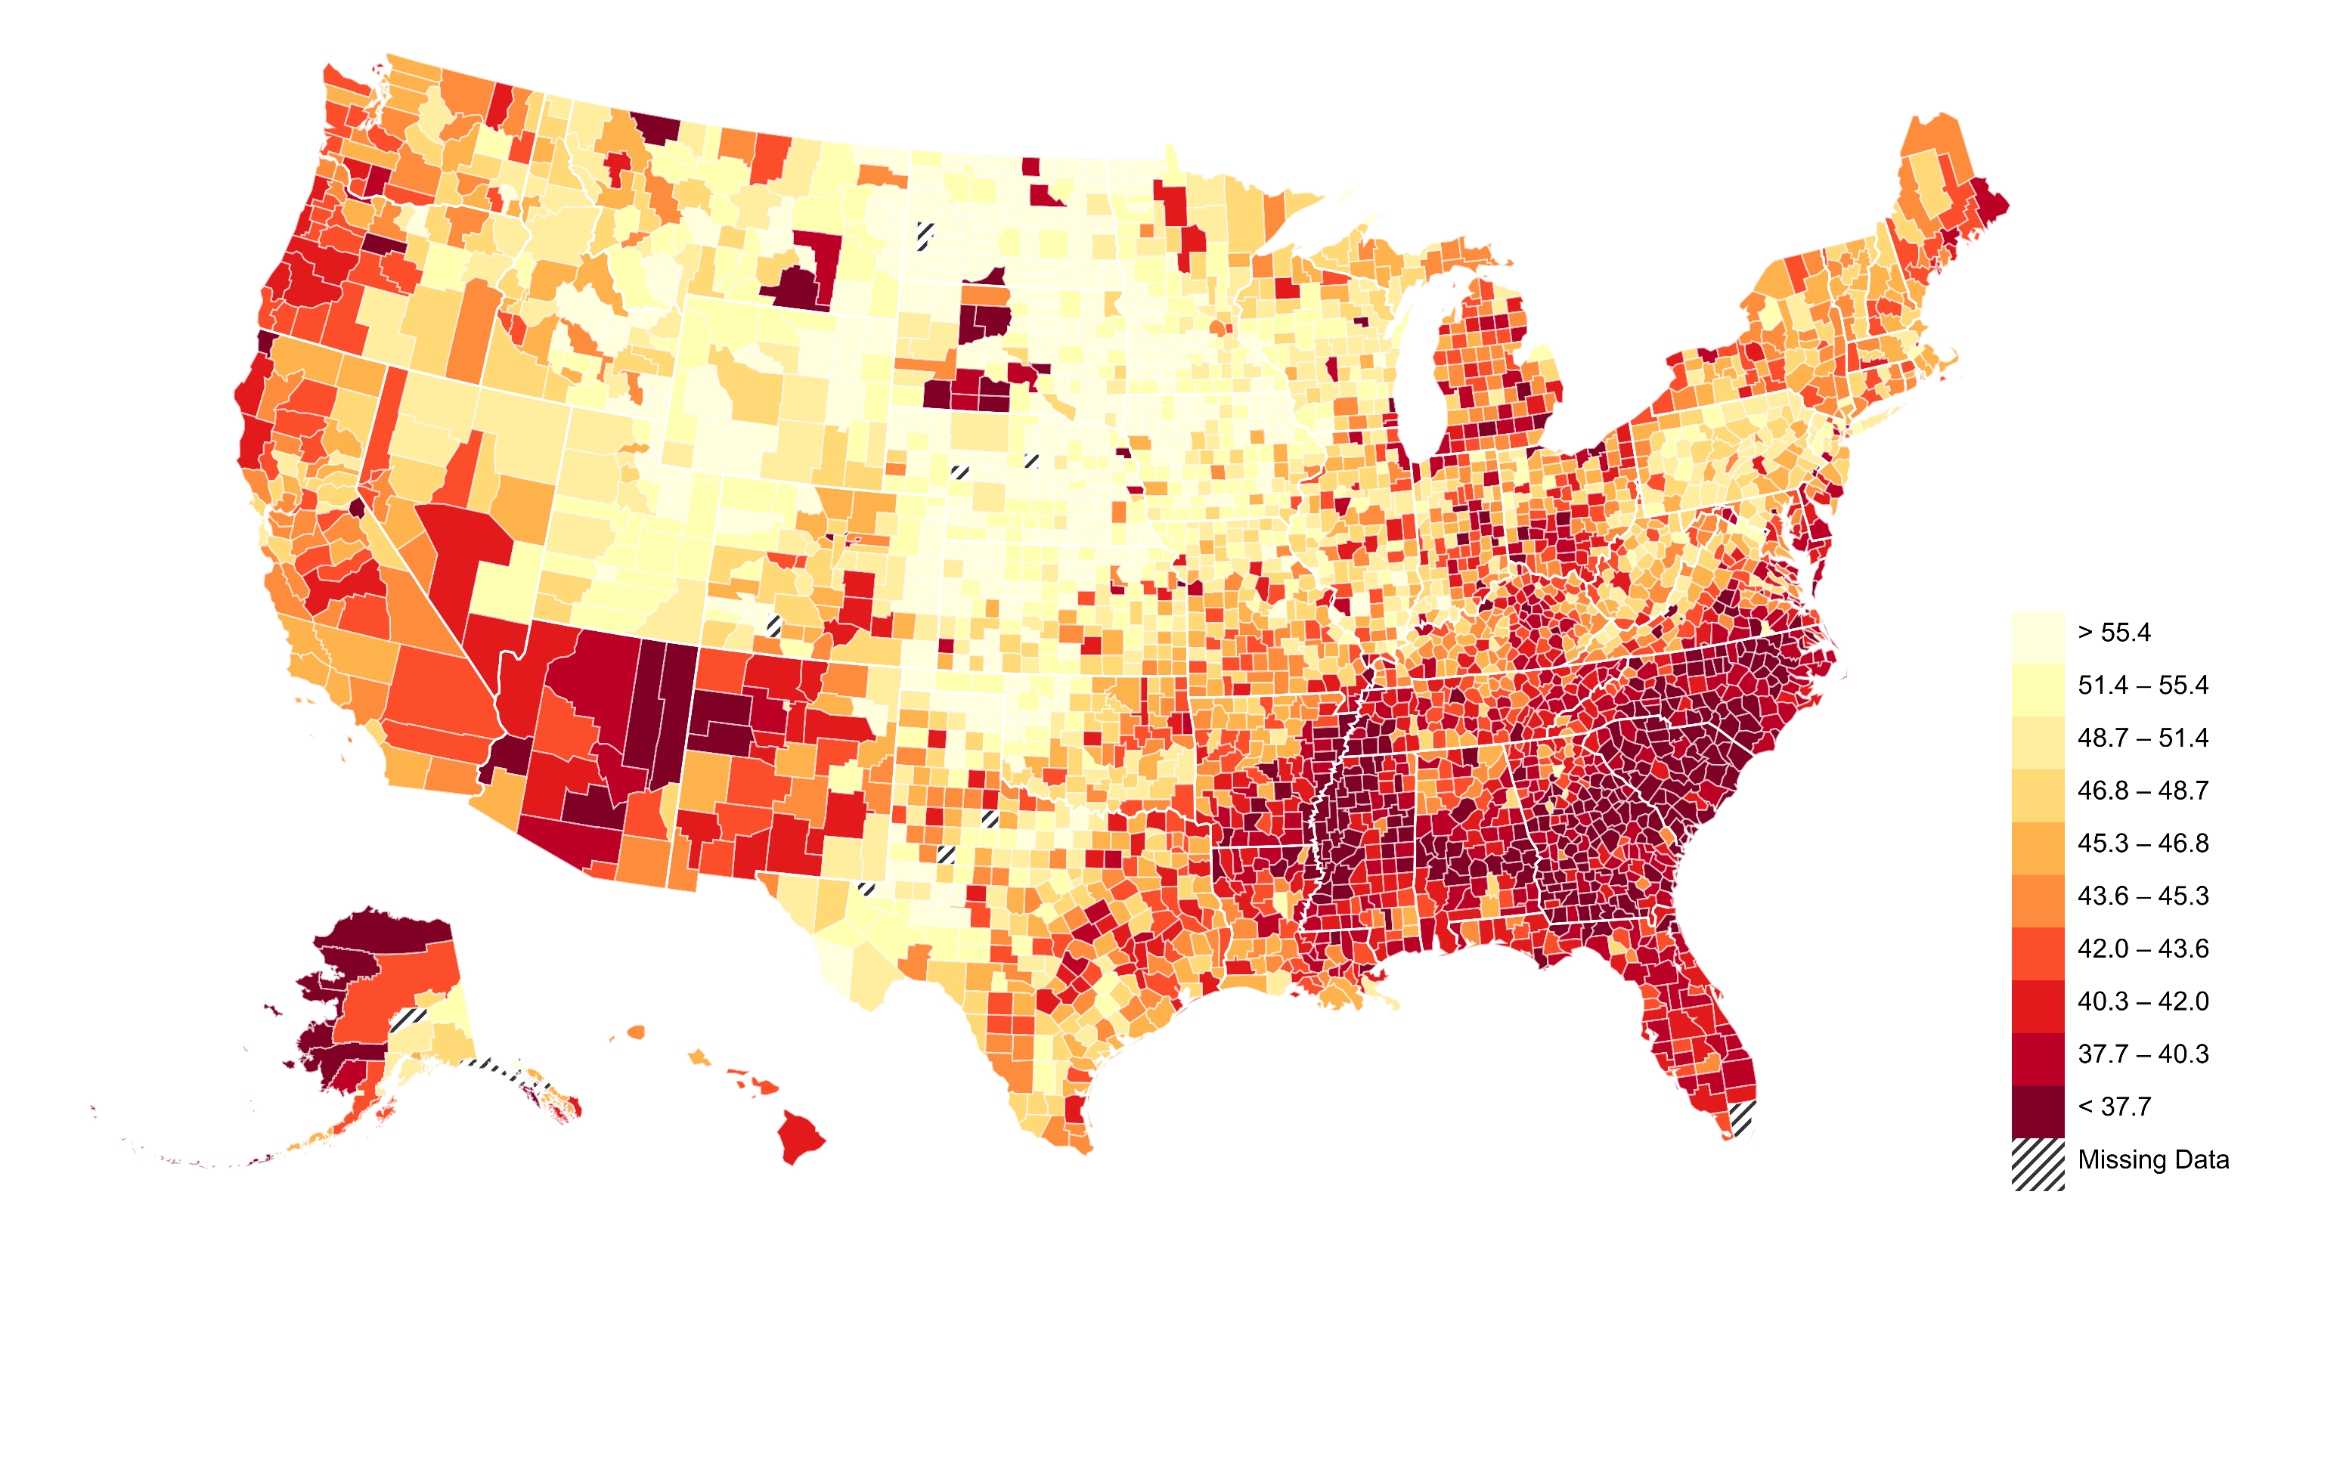 > 55.4
51.4 – 55.4
48.7 – 51.4
46.8 – 48.7
45.3 – 46.8
43.6 – 45.3
42.0 – 43.6
40.3 – 42.0
37.7 – 40.3
< 37.7
Missing Data